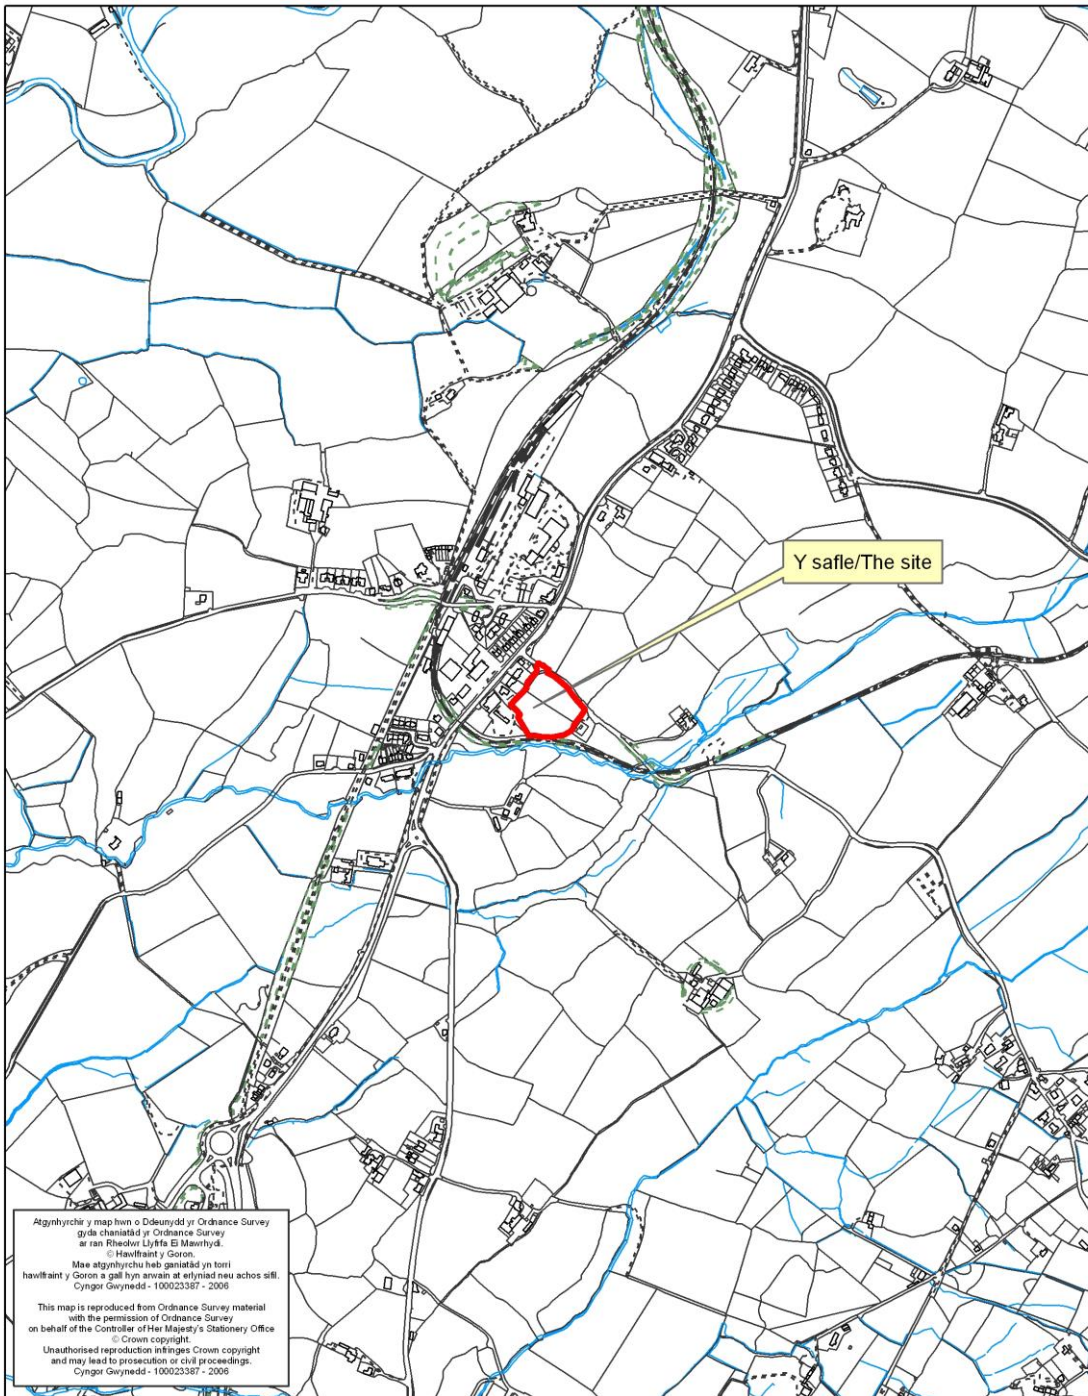 Y safle/The site
Atgynhyrchir y map hwn o Ddeunydd yr Ordnance Survey
gyda chaniatâd yr Ordnance Survey
ar ran Rheolwr Llyfrfa Ei Mawrhydi.
© Hawlfraint y Goron.
Mae atgynhyrchu heb ganiatâd yn torri
hawlfraint y Goron a gall hyn arwain at erlyniad neu achos sifil.
Cyngor Gwynedd - 100023387 - 2006
This map is reproduced from Ordnance Survey material
with the permission of Ordnance Survey
on behalf of the Controller of Her Majesty's Stationery Office
© Crown copyright.
Unauthorised reproduction infringes Crown copyright
and may lead to prosecution or civil proceedings.
Cyngor Gwynedd - 100023387 - 2006